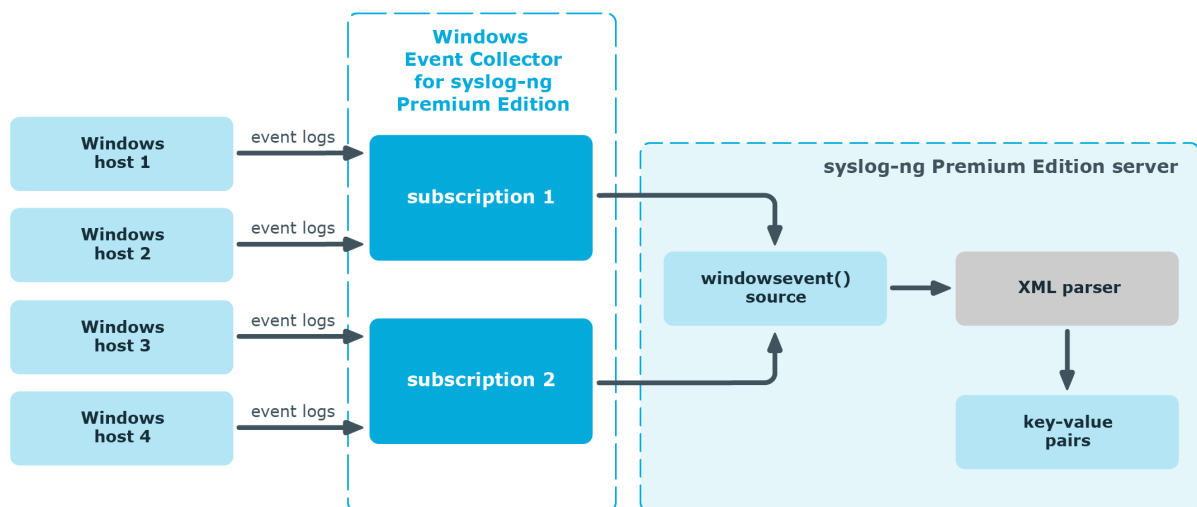 Windows
Event Collector
for syslog-ng
Premium Edition
Windows
host 1
event logs
Windows
host 2
event logs
subscription 1
Windows
host 3
event logs
Windows
host 4
event logs
subscription 2
syslog-ng Premium Edition server
windowsevent()
source
XML parser
key-value
pairs